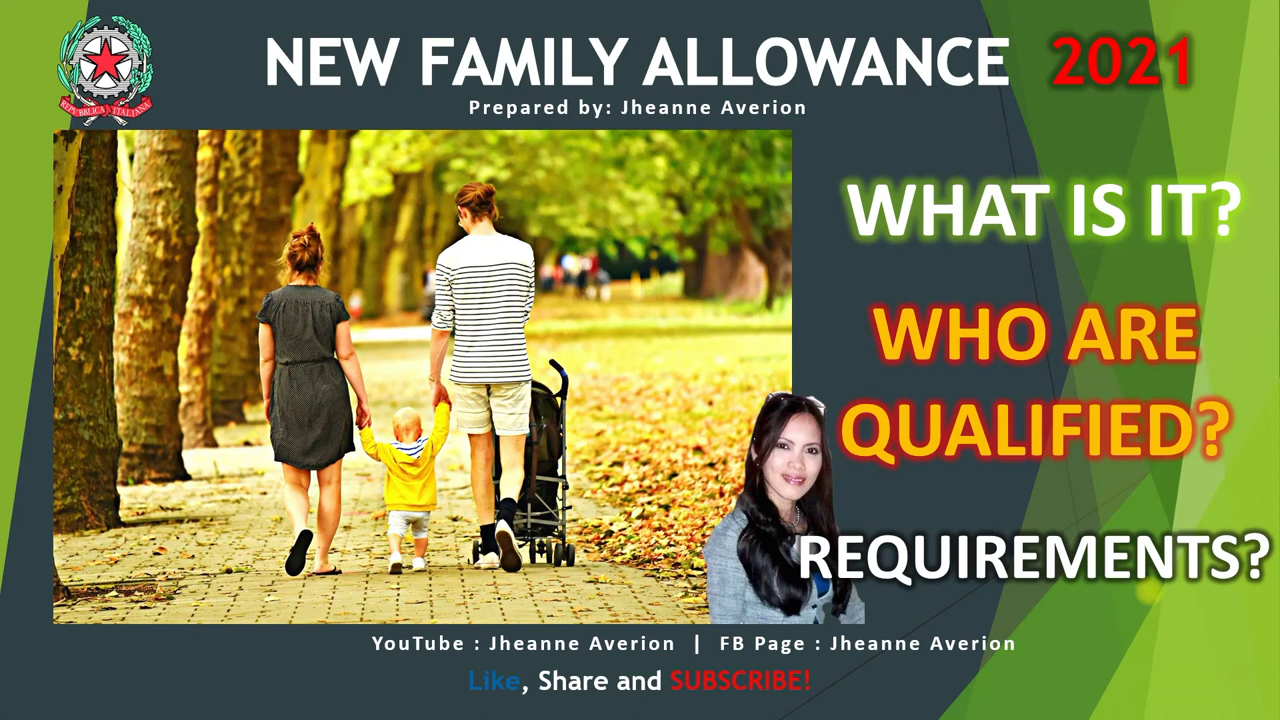 NEW FAMILY ALLOWANCE 2021
Prepared by: Jheanne Averion
REPVBBLICA ITALIANA
WHAT IS IT?
WHO ARE
QUALIFIED?
REQUIREMENTS?
YouTube : Jheanne Averion | FB Page : Jheanne Averion
Like, Share and SUBSCRIBE!